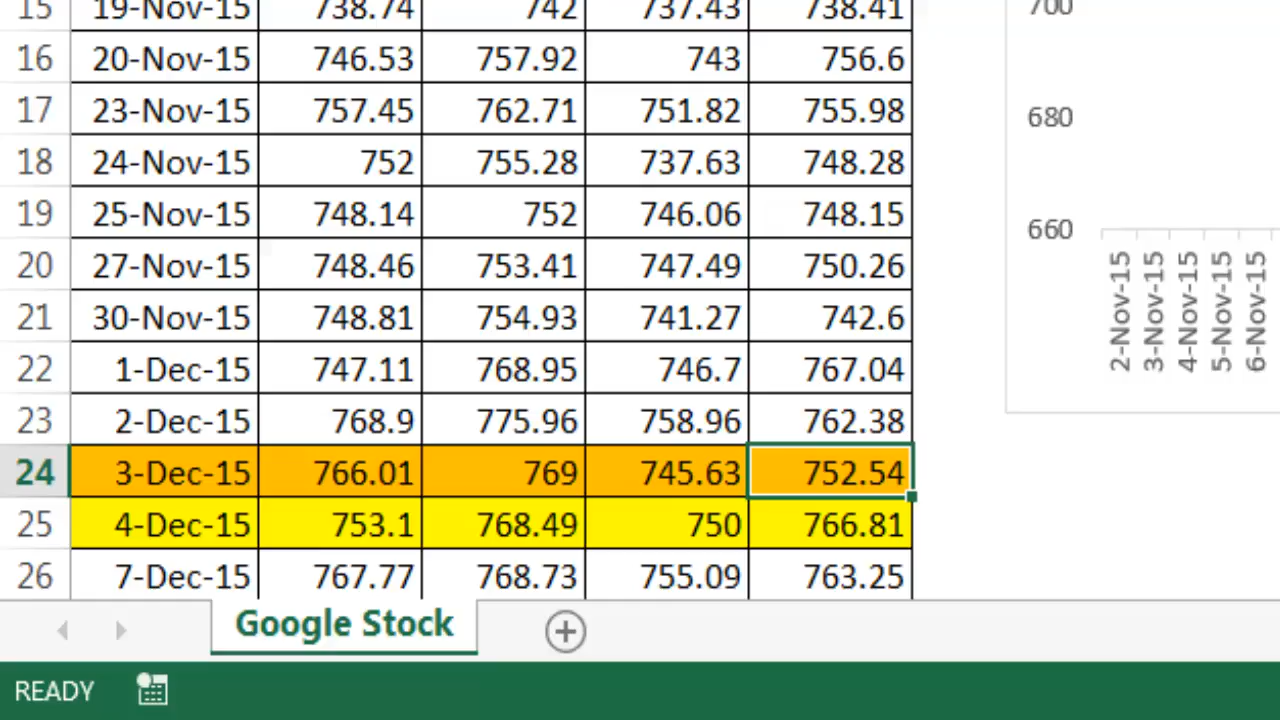 15 19-Nov-15 738.74 742 737.43 738.41
16 20-Nov-15 746.53 757.92 743 756.6
17 23-Nov-15 757.45 762.71 751.82 755.98
18 24-Nov-15 752 755.28 737.63 748.28
19 25-Nov-15 748.14 752 746.06 748.15
20 27-Nov-15 748.46 753.41 747.49 750.26
21 30-Nov-15 748.81 754.93 741.27 742.6
22 1-Dec-15 747.11 768.95 746.7 767.04
23 2-Dec-15 768.9 775.96 758.96 762.38
24 3-Dec-15 766.01 769 745.63 752.54
25 4-Dec-15 753.1 768.49 750 766.81
26 7-Dec-15 767.77 768.73 755.09 763.25
700
680
660
2-Nov-15
3-Nov-15
4-Nov-15
5-Nov-15
6-Nov-15
Google Stock
READY